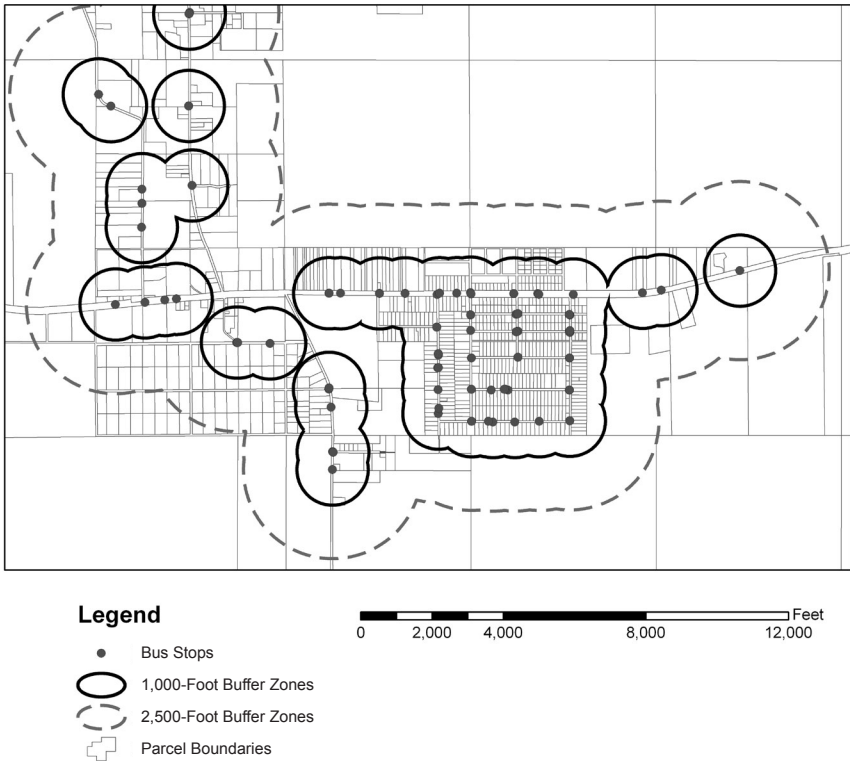 Legend
Bus Stops
1,000-Foot Buffer Zones
2,500-Foot Buffer Zones
Parcel Boundaries
Feet
0 2,000 4,000 8,000 12,000